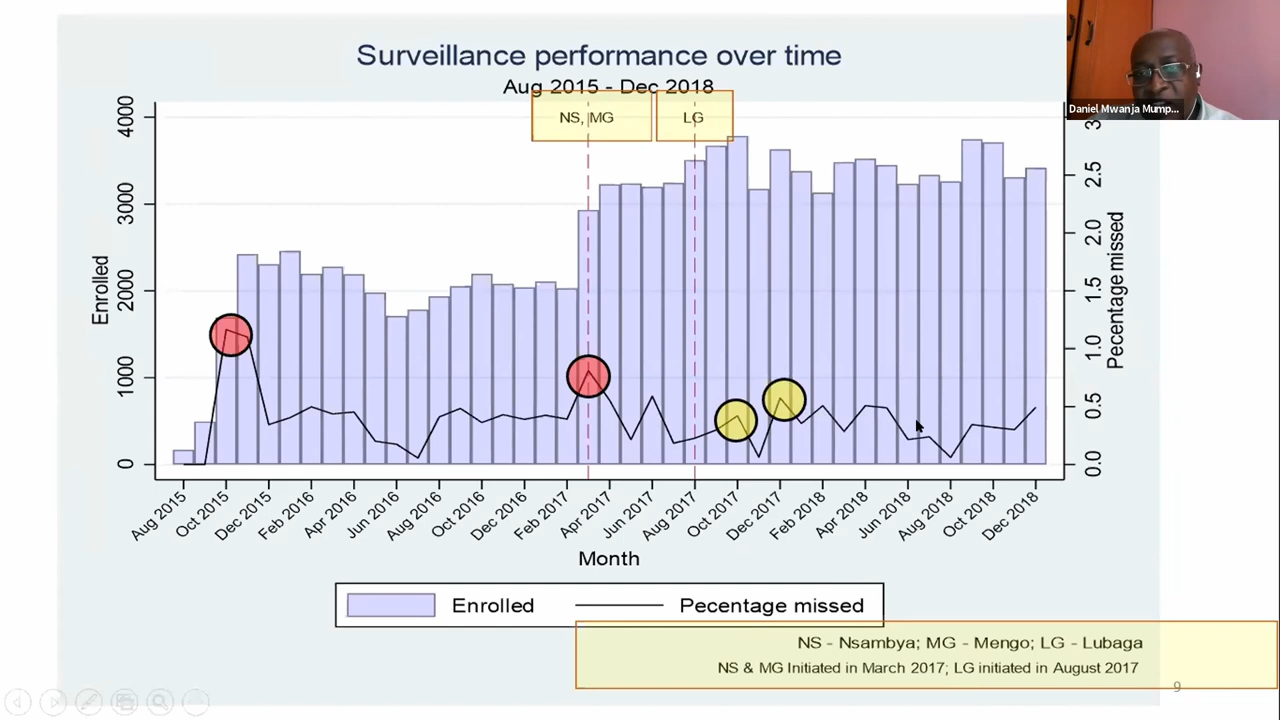 Surveillance performance over time
Aug 2015 - Dec 2018
NS, MG
LG
Daniel Mwanja Mump...
Enrolled
4000
3000
2000
1000
0
3
2.5
2.0
1.5
1.0
0.5
0.0
Pecentage missed
Aug 2015
Oct 2015
Dec 2015
Feb 2016
Apr 2016
Jun 2016
Aug 2016
Oct 2016
Dec 2016
Feb 2017
Apr 2017
Jun 2017
Aug 2017
Oct 2017
Dec 2017
Feb 2018
Apr 2018
Jun 2018
Aug 2018
Oct 2018
Dec 2018
Month
Enrolled
Pecentage missed
NS - Nsambya; MG - Mengo; LG - Lubaga
NS & MG Initiated in March 2017; LG initiated in August 2017
9